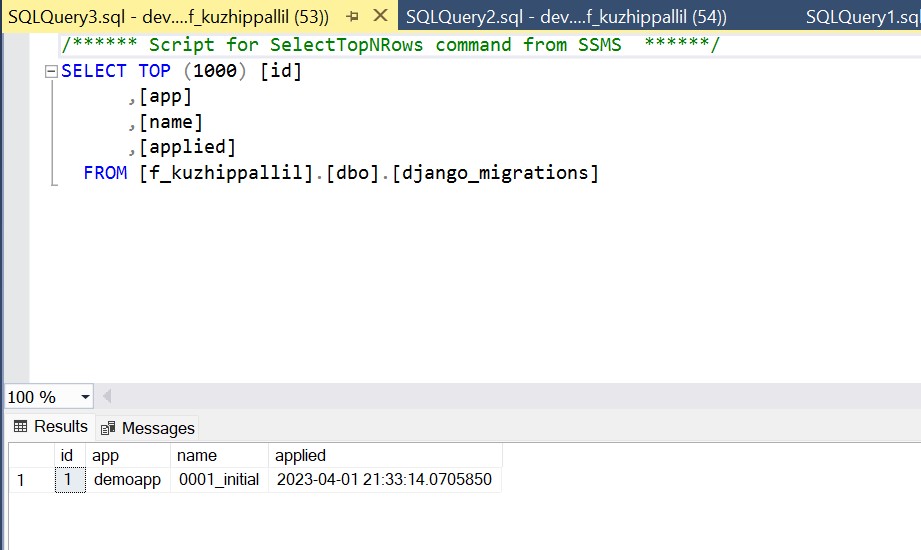 SQLQuery3.sql - dev....f_kuzhippallil (53)) SQLQuery2.sql - dev....f_kuzhippallil (54)) SQLQuery1.sql
/****** Script for SelectTopNRows command from SSMS  ******/
SELECT TOP (1000) [id]
,[app]
,[name]
,[applied]
FROM [f_kuzhippallil].[dbo].[django_migrations]
100 %
Results Messages
id app name applied
1 1 demoapp 0001_initial 2023-04-01 21:33:14.0705850